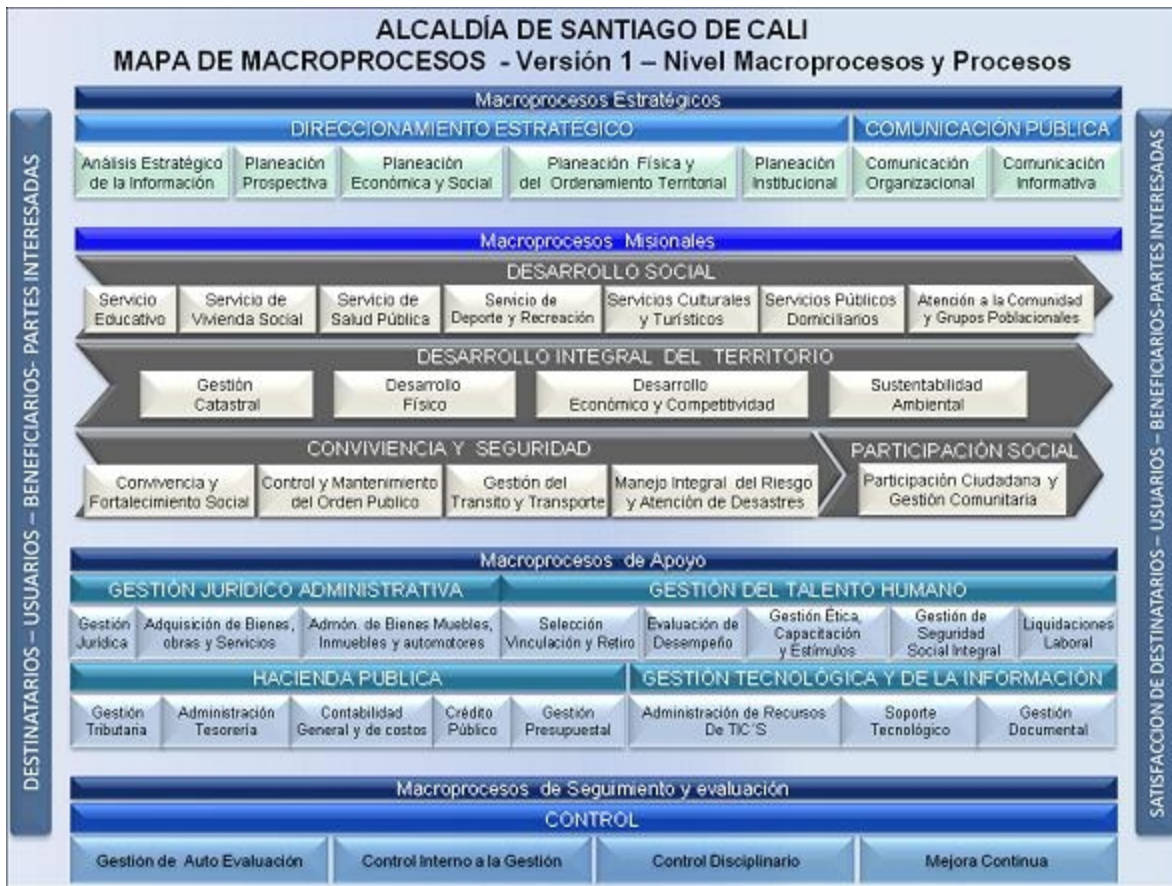 ALCALDÍA DE SANTIAGO DE CALI
MAPA DE MACROPROCESOS - Versión 1 – Nivel Macroprocesos y Procesos
DESTINATARIOS – USUARIOS – BENEFICIARIOS- PARTES INTERESADAS
Macroprocesos Estratégicos
DIRECCIONAMIENTO ESTRATÉGICO
COMUNICACIÓN PÚBLICA
Análisis Estratégico
de la Información
Planeación
Prospectiva
Planeación
Económica y Social
Planeación Física y
del Ordenamiento Territorial
Planeación
Institucional
Comunicación
Organizacional
Comunicación
Informativa
Macroprocesos Misionales
DESARROLLO SOCIAL
Servicio
Educativo
Servicio de
Vivienda Social
Servicio de
Salud Pública
Servicio de
Deporte y Recreación
Servicios Culturales
y Turísticos
Servicios Públicos
Domiciliarios
Atención a la Comunidad
y Grupos Poblacionales
DESARROLLO INTEGRAL DEL TERRITORIO
Gestión
Catastral
Desarrollo
Físico
Desarrollo
Económico y Competitividad
Sustentabilidad
Ambiental
CONVIVIENCIA Y SEGURIDAD
PARTICIPACIÓN SOCIAL
Convivencia y
Fortalecimiento Social
Control y Mantenimiento
del Orden Publico
Gestión del
Transito y Transporte
Manejo Integral del Riesgo
y Atención de Desastres
Participación Ciudadana y
Gestión Comunitaria
Macroprocesos de Apoyo
GESTIÓN JURÍDICO ADMINISTRATIVA
GESTIÓN DEL TALENTO HUMANO
Gestión
Jurídica
Adquisición de Bienes,
obras y Servicios
Admón. de Bienes Muebles,
Inmuebles y automotores
Selección
Vinculación y Retiro
Evaluación de
Desempeño
Gestión Ética,
Capacitación
y Estímulos
Gestión de
Seguridad
Social Integral
Liquidaciones
Laboral
HACIENDA PUBLICA
GESTIÓN TECNOLÓGICA Y DE LA INFORMACIÓN
Gestión
Tributaria
Administración
Tesorería
Contabilidad
General y de costos
Crédito
Público
Gestión
Presupuestal
Administración de Recursos
De TIC'S
Soporte
Tecnológico
Gestión
Documental
Macroprocesos de Seguimiento y evaluación
CONTROL
Gestión de Auto Evaluación
Control Interno a la Gestión
Control Disciplinario
Mejora Continua
SATISFACCION DE DESTINATARIOS – USUARIOS – BENEFICIARIOS-PARTES INTERESADAS